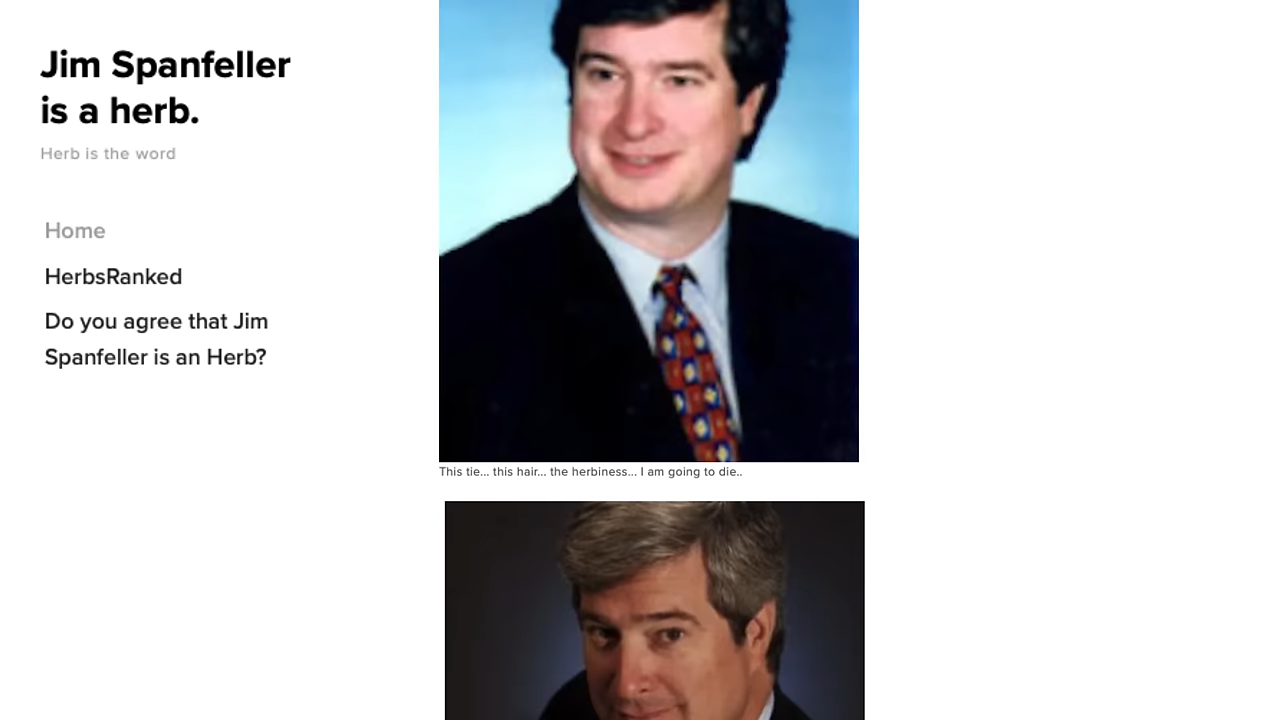 Jim Spanfeller
is a herb.
Herb is the word
Home
HerbsRanked
Do you agree that Jim
Spanfeller is an Herb?
This tie... this hair... the herbiness... I am going to die..